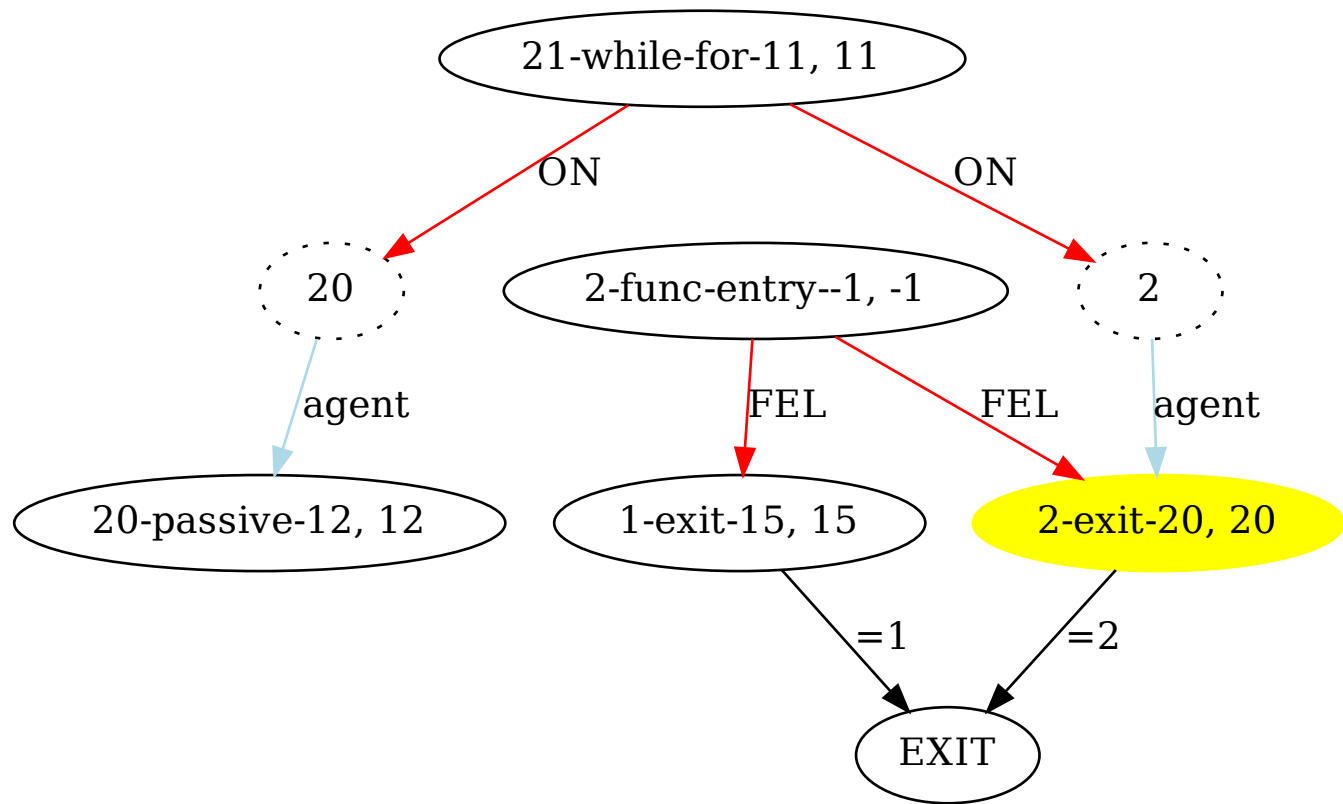 21-while-for-11, 11
ON
ON
20
2-func-entry--1, -1
2
agent
FEL
FEL
agent
20-passive-12, 12
1-exit-15, 15
2-exit-20, 20
=1
=2
EXIT